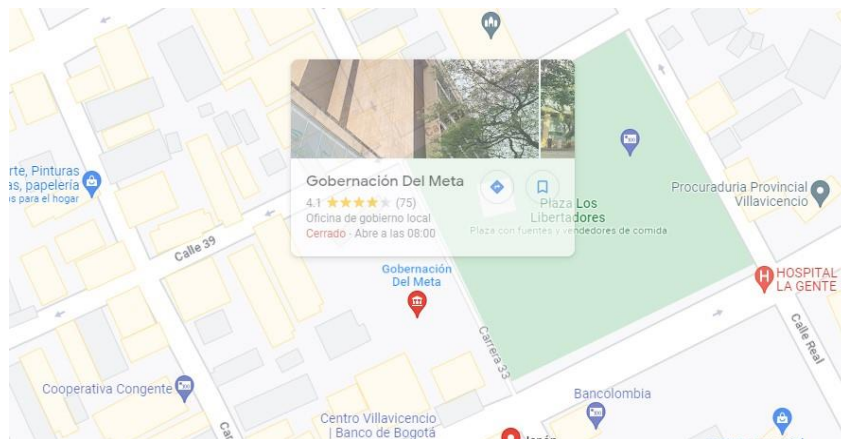 Gobernación Del Meta
4.1 (75)
Oficina de gobierno local
Cerrado · Abre a las 08:00
Plaza Los
Libertadores
Plaza con fuentes y vendedores de comida
rte, Pinturas
as, papelería
os para el hogar
Procuraduria Provincial
Villavicencio
Calle 39
Gobernación
Del Meta
HOSPITAL
LA GENTE
Calle Real
Carrera 33
Cooperativa Congente
Bancolombia
Centro Villavicencio
| Banco de Bogotá
Car